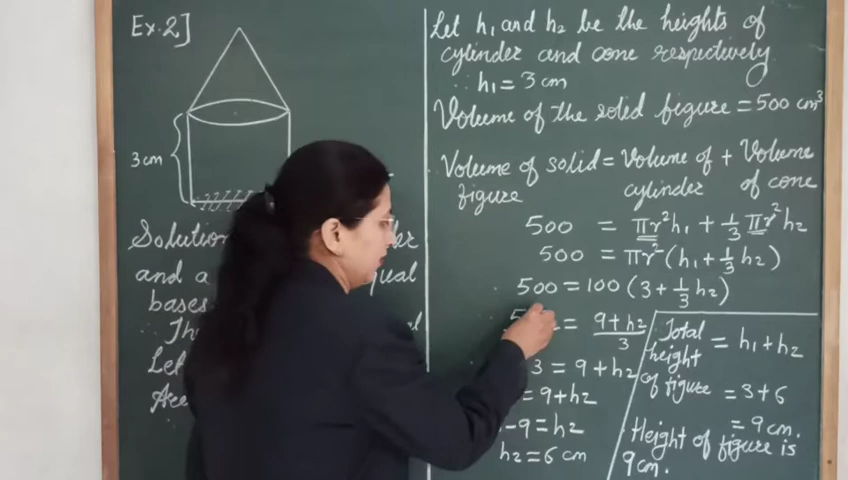 Ex.2]
3cm
Solution
and a qual
bases
Let
Let h₁ and h₂ be the heights of
cylinder and cone respectively
∴ h₁ = 3 cm
Volume of the solid figure = 500 cm³
Volume of solid = Volume of + Volume
figure cylinder of cone
500 = πr²h₁ + 1/3 πr²h₂
500 = πr²(h₁ + 1/3 h₂)
500 = 100 (3 + 1/3 h₂)
= 9+h₂/3
3 = 9 + h₂
= 9+h₂
-9 = h₂
h₂ = 6 cm
Total
height = h₁ + h₂
of figure = 3+6
= 9 cm.
Height of figure is
9cm.